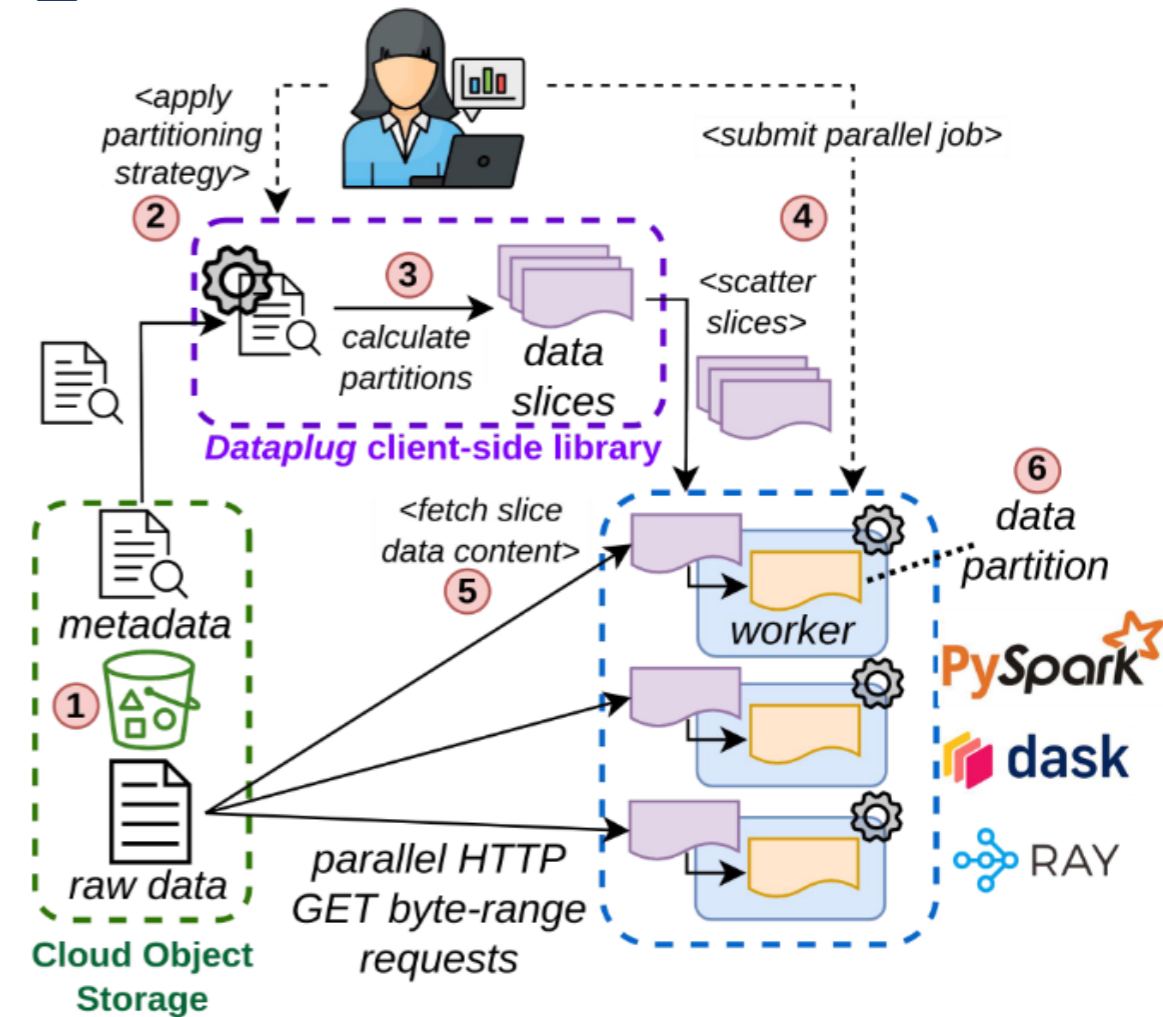 <apply
partitioning
strategy>
2
<submit parallel job>
4
3
calculate
partitions
data
slices
<scatter
slices>
Dataplug client-side library
metadata
1
raw data
Cloud Object
Storage
<fetch slice
data content>
5
parallel HTTP
GET byte-range
requests
worker
6
data
partition
PySpark
dask
RAY